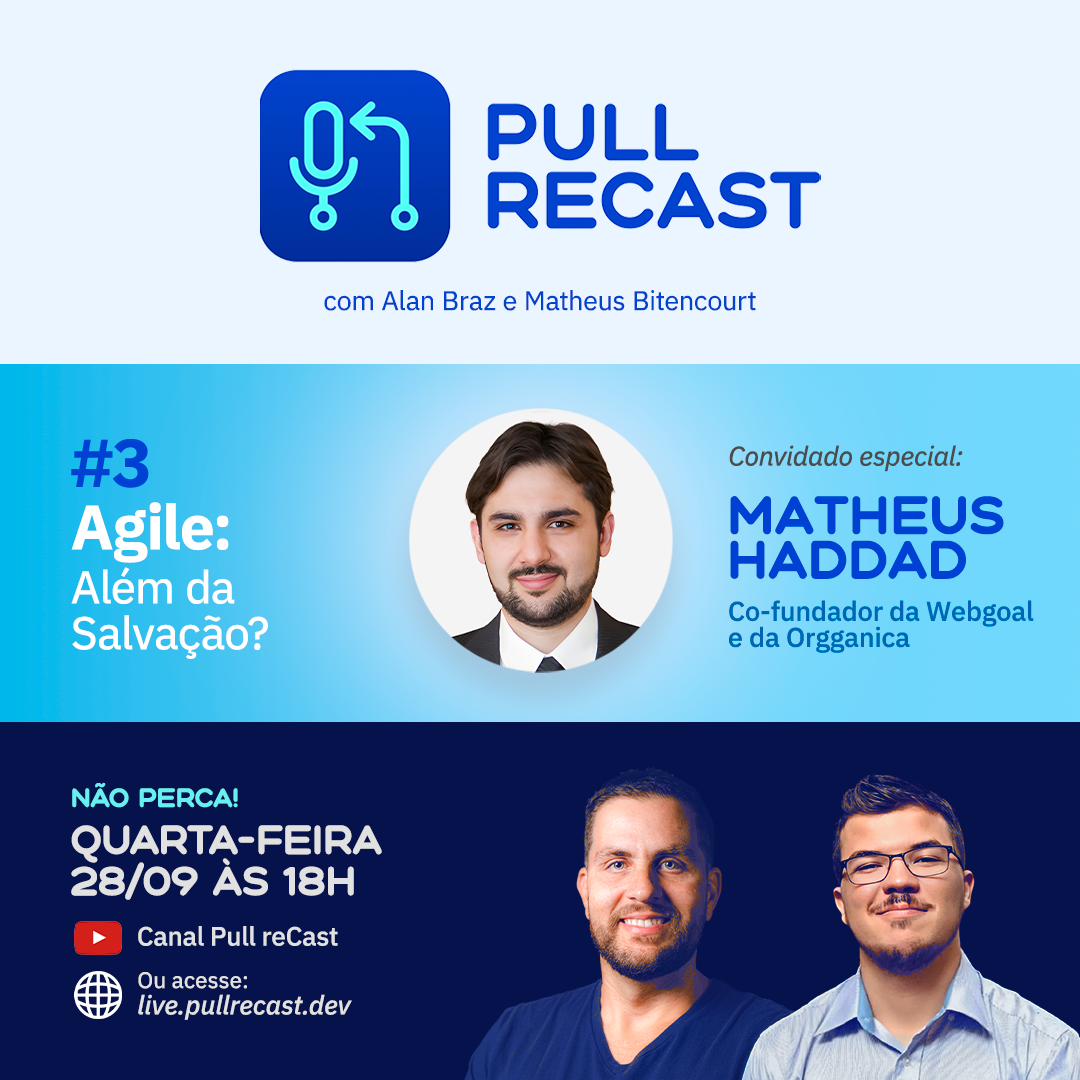 PULL
RECAST
com Alan Braz e Matheus Bitencourt
#3
Agile:
Além da
Salvação?
Convidado especial:
MATHEUS
HADDAD
Co-fundador da Webgoal
e da Orgganica
NÃO PERCA!
QUARTA-FEIRA
28/09 ÀS 18H
Canal Pull reCast
Ou acesse:
live.pullrecast.dev